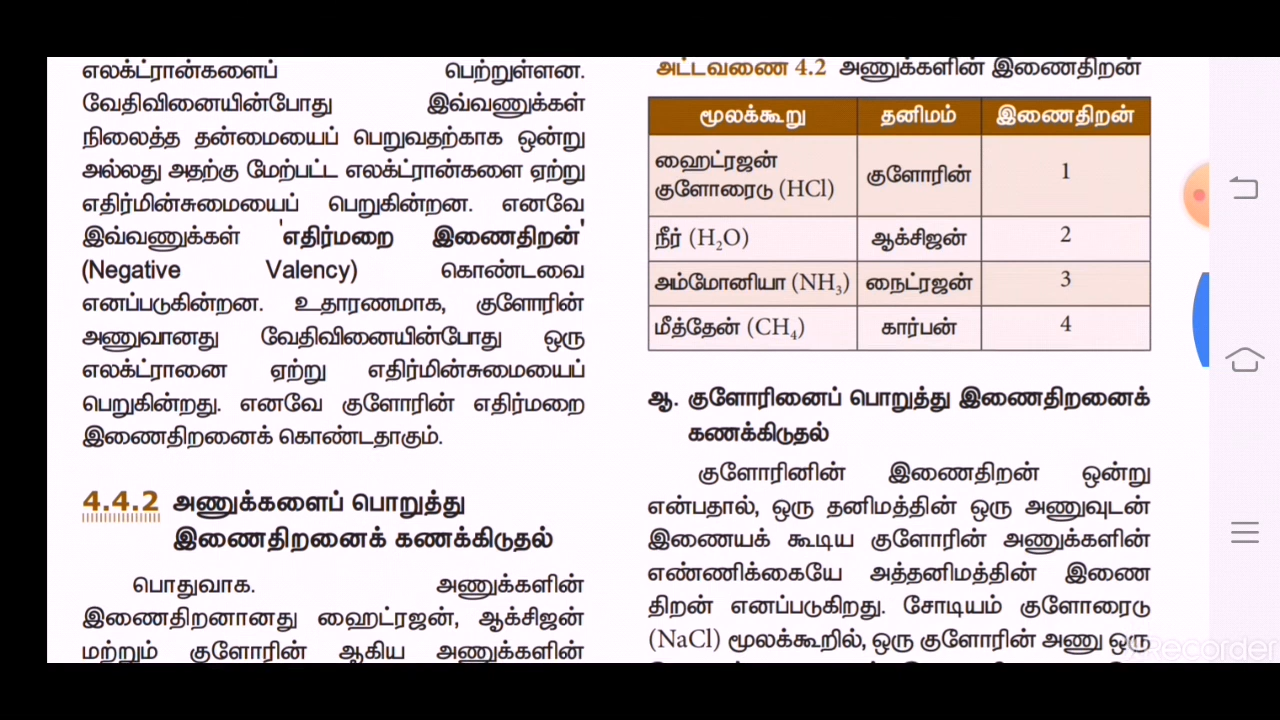 எலக்ட்ரான்களைப் பெற்றுள்ளன.
வேதிவினையின்போது இவ்வணுக்கள்
நிலைத்த தன்மையைப் பெறுவதற்காக ஒன்று
அல்லது அதற்கு மேற்பட்ட எலக்ட்ரான்களை ஏற்று
எதிர்மின்சுமையைப் பெறுகின்றன. எனவே
இவ்வணுக்கள் 'எதிர்மறை இணைதிறன்'
(Negative Valency) கொண்டவை
எனப்படுகின்றன. உதாரணமாக, குளோரின்
அணுவானது வேதிவினையின்போது ஒரு
எலக்ட்ரானை ஏற்று எதிர்மின்சுமையைப்
பெறுகின்றது. எனவே குளோரின் எதிர்மறை
இணைதிறனைக் கொண்டதாகும்.
4.4.2 அணுக்களைப் பொறுத்து
இணைதிறனைக் கணக்கிடுதல்
பொதுவாக. அணுக்களின்
இணைதிறனானது ஹைட்ரஜன், ஆக்சிஜன்
மற்றும் குளோரின் ஆகிய அணுக்களின்
அட்டவணை 4.2 அணுக்களின் இணைதிறன்
மூலக்கூறு தனிமம் இணைதிறன்
ஹைட்ரஜன்
குளோரைடு (HCl) குளோரின் 1
நீர் (H₂O) ஆக்சிஜன் 2
அம்மோனியா (NH₃) நைட்ரஜன் 3
மீத்தேன் (CH₄) கார்பன் 4
ஆ. குளோரினைப் பொறுத்து இணைதிறனைக்
கணக்கிடுதல்
குளோரினின் இணைதிறன் ஒன்று
என்பதால், ஒரு தனிமத்தின் ஒரு அணுவுடன்
இணையக் கூடிய குளோரின் அணுக்களின்
எண்ணிக்கையே அத்தனிமத்தின் இணை
திறன் எனப்படுகிறது. சோடியம் குளோரைடு
(NaCl) மூலக்கூறில், ஒரு குளோரின் அணு ஒரு
Recorder